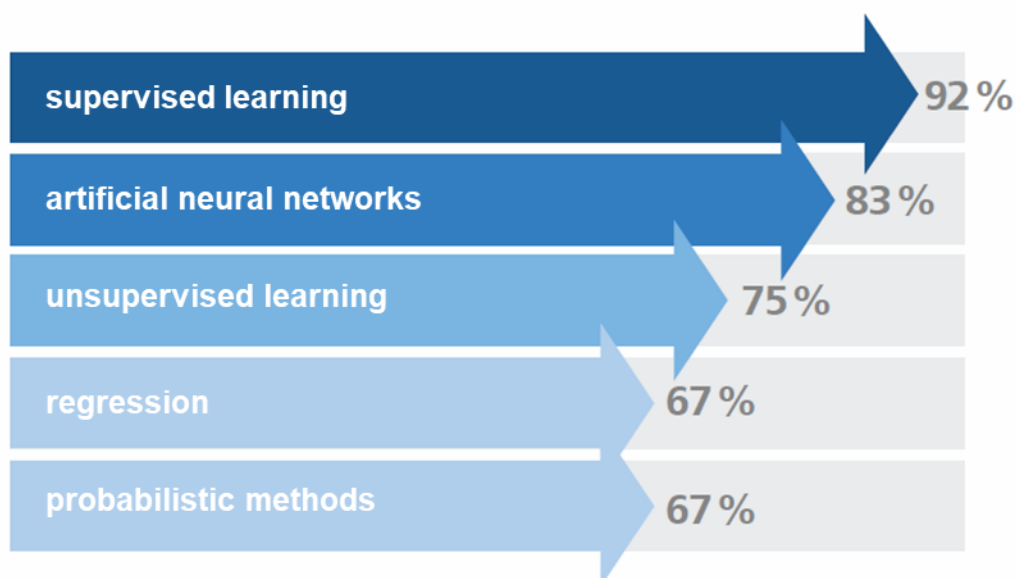 supervised learning 92 %
artificial neural networks 83 %
unsupervised learning 75 %
regression 67 %
probabilistic methods 67 %